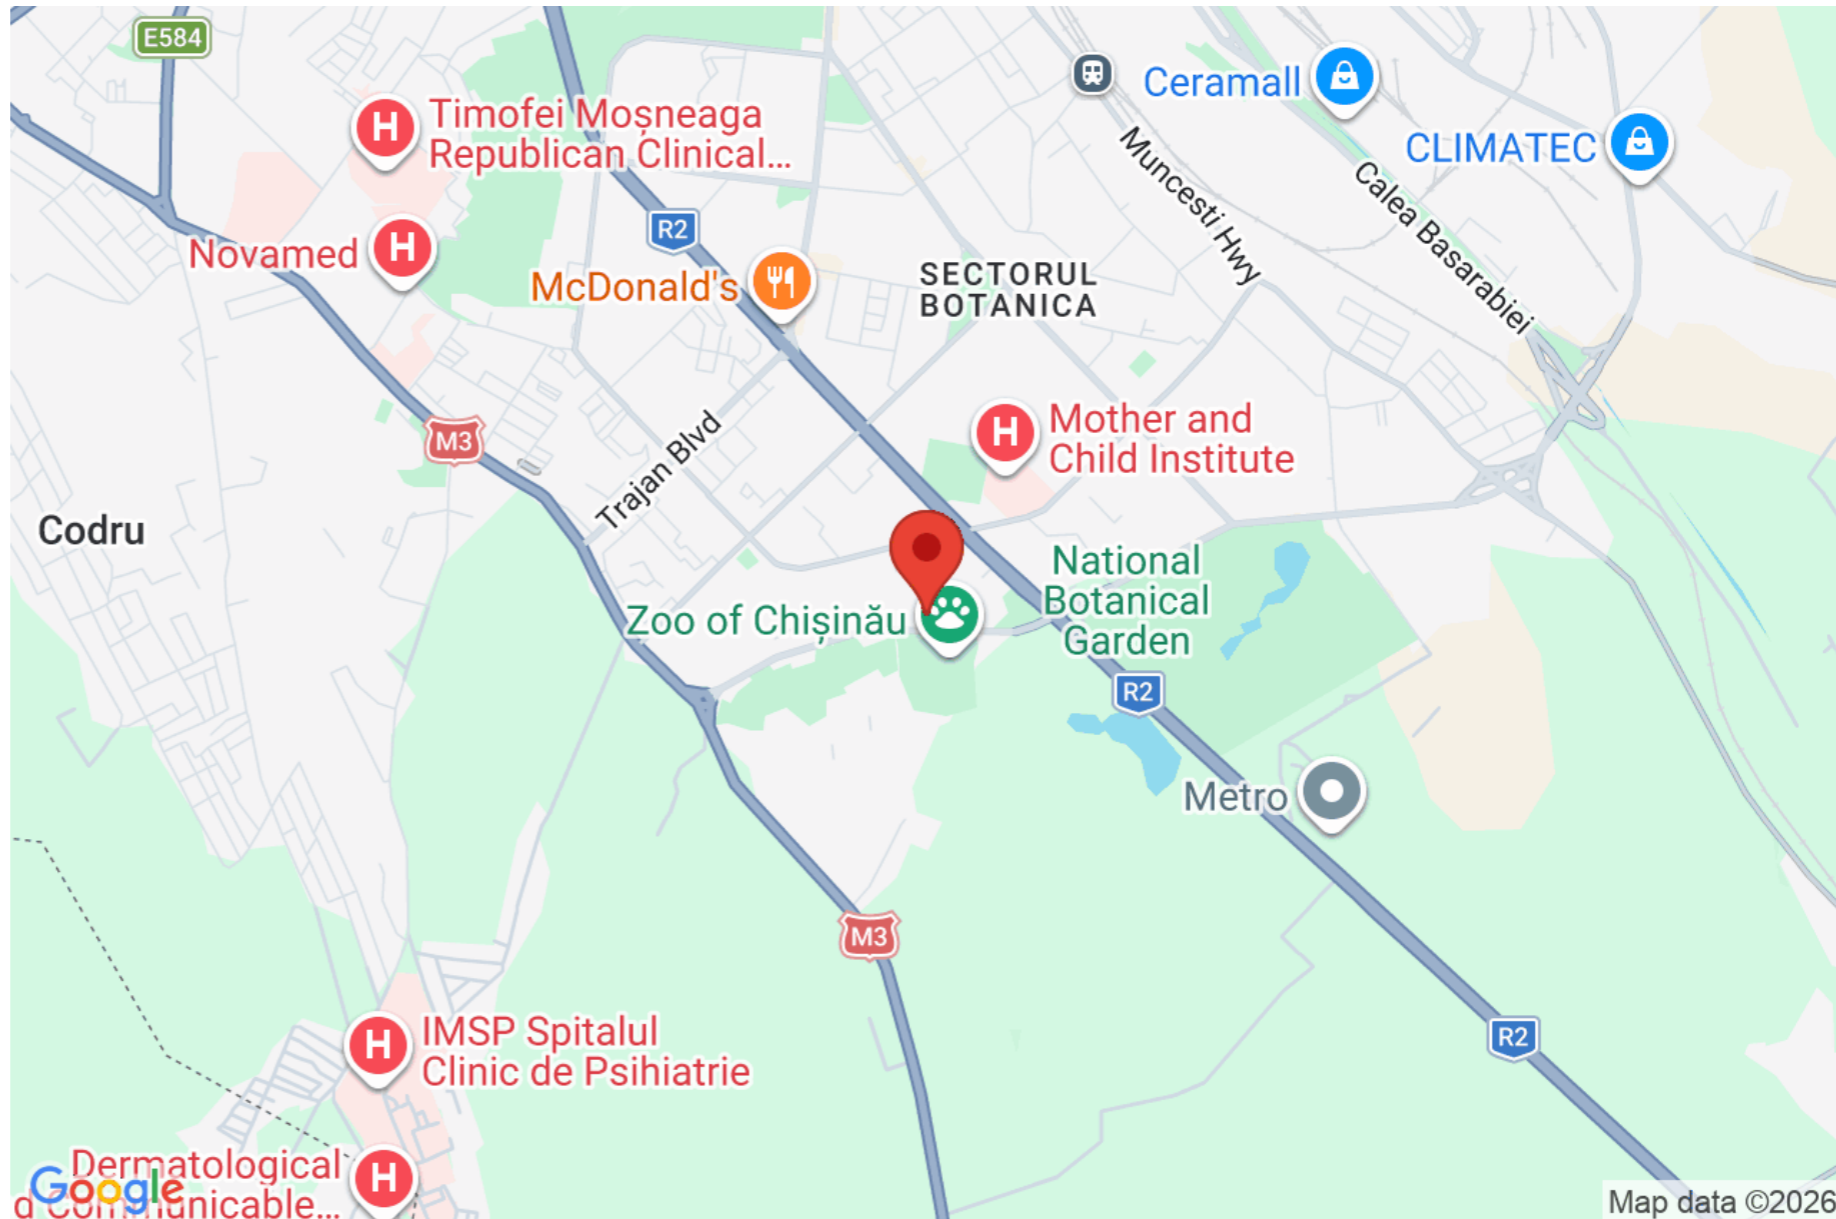 E584
Timofei Moșneaga
Republican Clinical...
Ceramall
CLIMATEC
Muncesti Hwy
Calea Basarabiei
R2
Novamed
McDonald's
SECTORUL
BOTANICA
M3
Trajan Blvd
Mother and
Child Institute
Codru
National
Botanical
Garden
Zoo of Chișinău
R2
Metro
M3
R2
IMSP Spitalul
Clinic de Psihiatrie
Dermatological
d Communicable...
Google
Map data ©2026
H
H
H
H
H